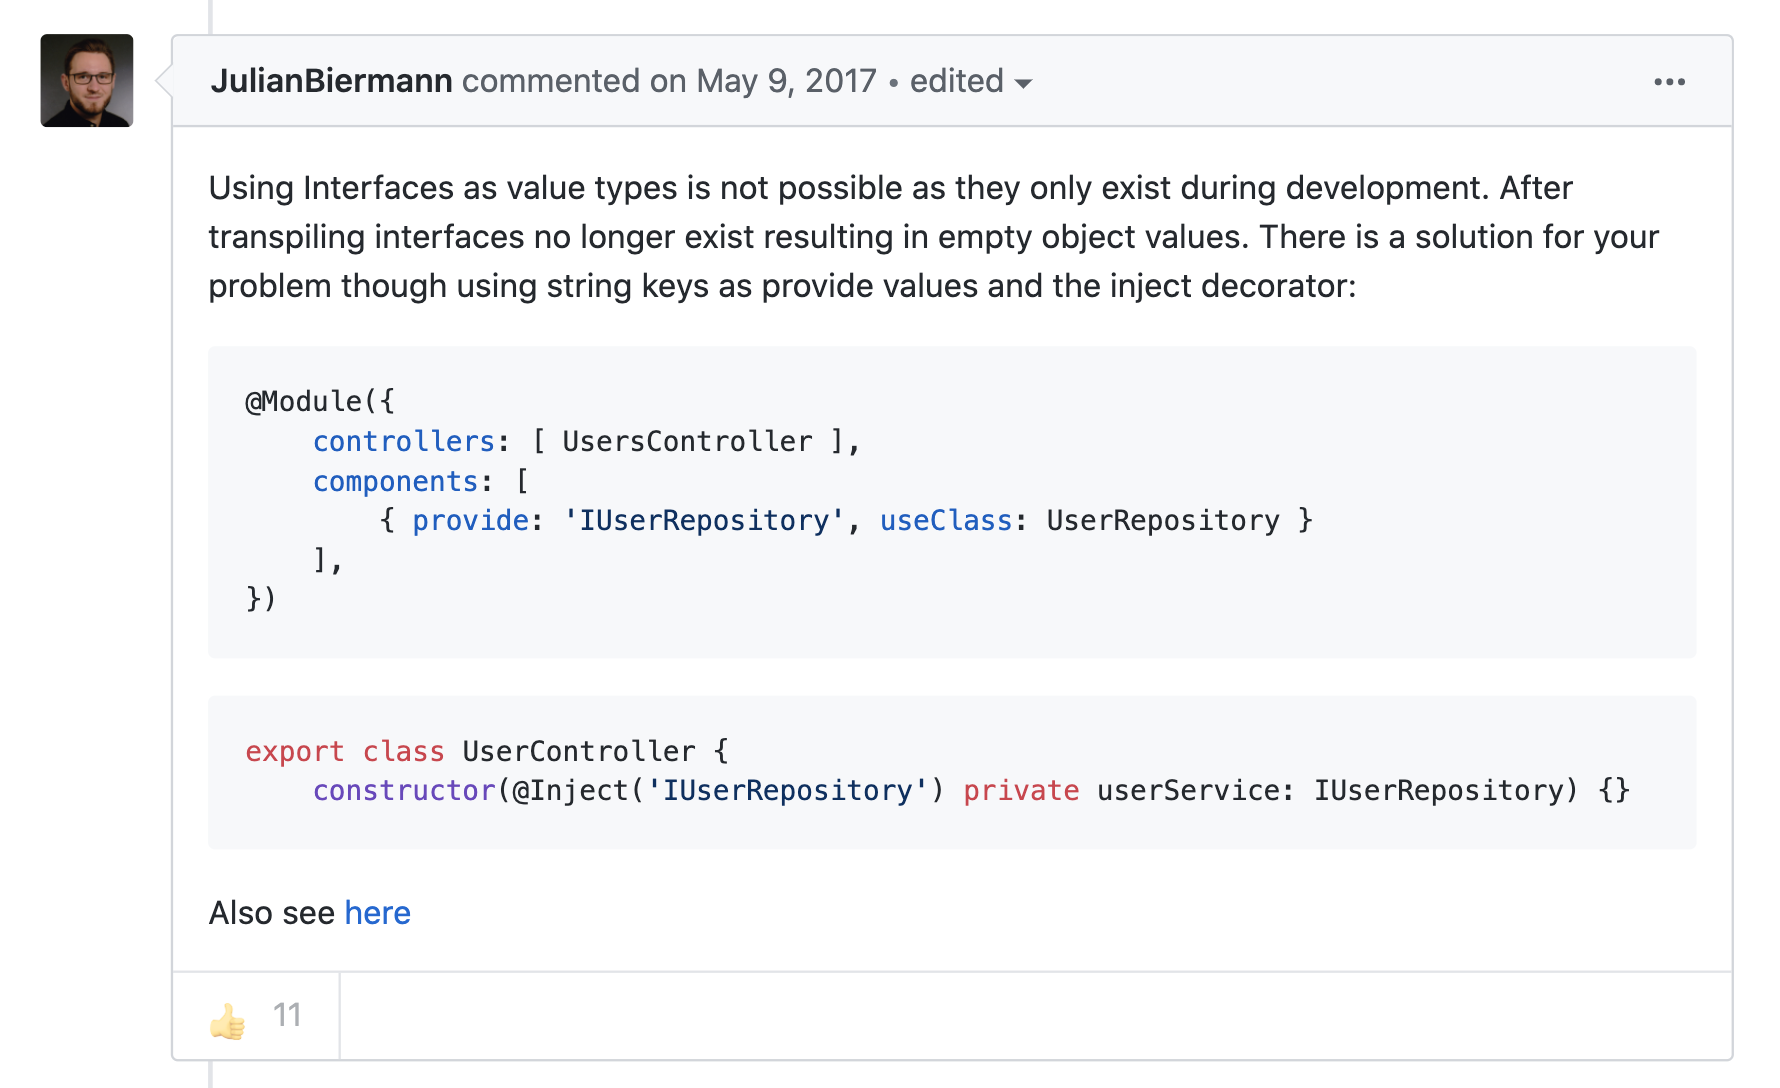 JulianBiermann commented on May 9, 2017 • edited
Using Interfaces as value types is not possible as they only exist during development. After
transpiling interfaces no longer exist resulting in empty object values. There is a solution for your
problem though using string keys as provide values and the inject decorator:
@Module({
    controllers: [ UsersController ],
    components: [
        { provide: 'IUserRepository', useClass: UserRepository }
    ],
})
export class UserController {
    constructor(@Inject('IUserRepository') private userService: IUserRepository) {}
Also see here
👍 11